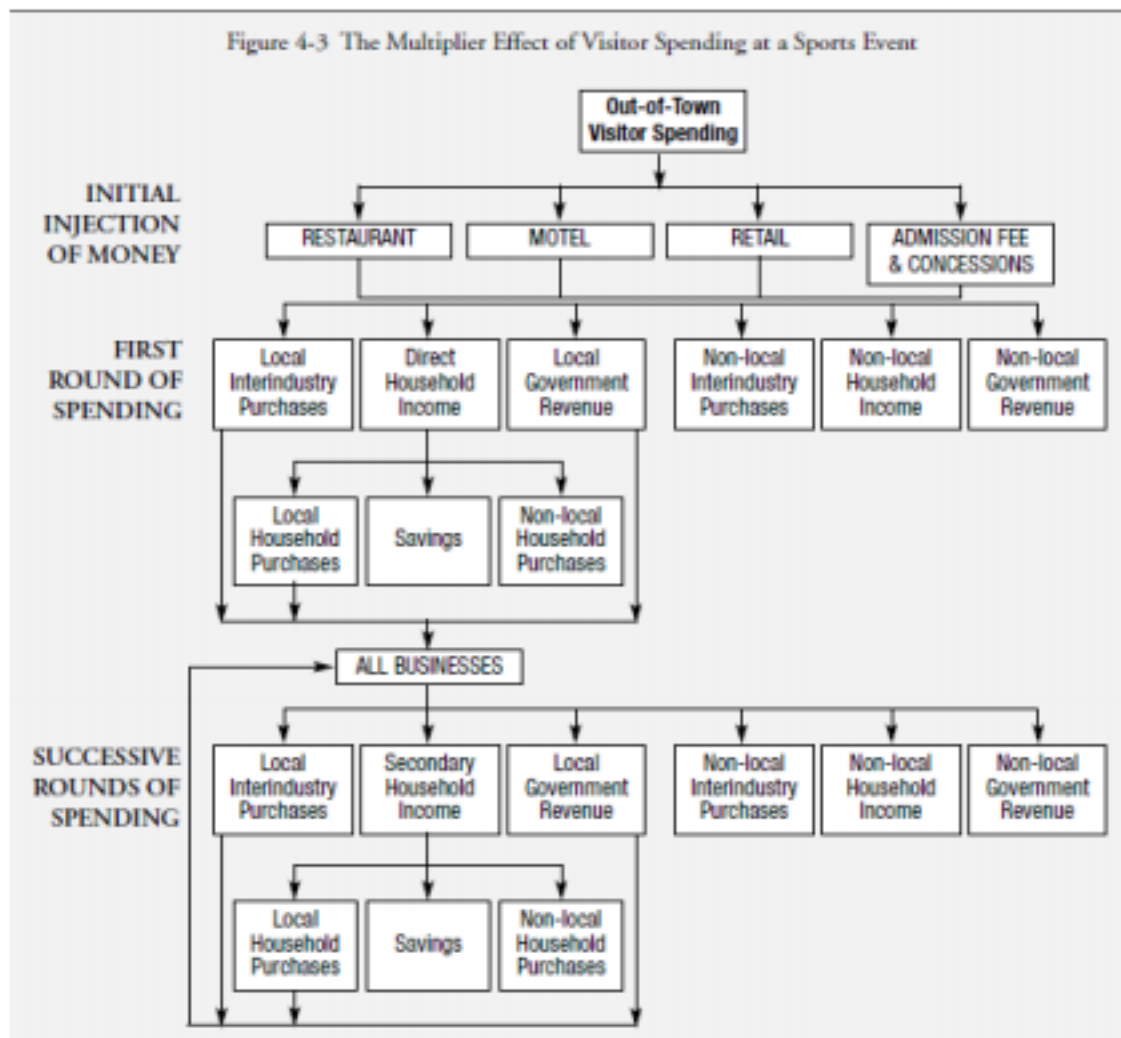 Figure 4-3 The Multiplier Effect of Visitor Spending at a Sports Event
Out-of-Town
Visitor Spending
INITIAL
INJECTION
OF MONEY
RESTAURANT
MOTEL
RETAIL
ADMISSION FEE
& CONCESSIONS
FIRST
ROUND OF
SPENDING
Local
Interindustry
Purchases
Direct
Household
Income
Local
Government
Revenue
Non-local
Interindustry
Purchases
Non-local
Household
Income
Non-local
Government
Revenue
Local
Household
Purchases
Savings
Non-local
Household
Purchases
ALL BUSINESSES
SUCCESSIVE
ROUNDS OF
SPENDING
Local
Interindustry
Purchases
Secondary
Household
Income
Local
Government
Revenue
Non-local
Interindustry
Purchases
Non-local
Household
Income
Non-local
Government
Revenue
Local
Household
Purchases
Savings
Non-local
Household
Purchases